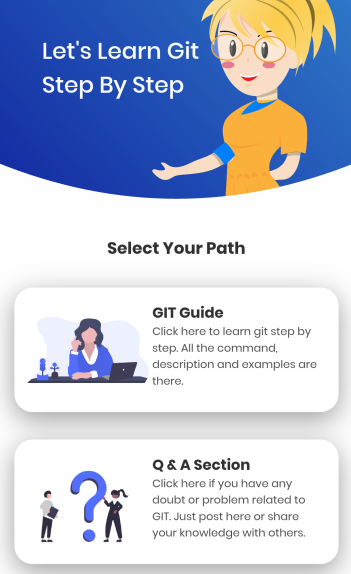 Let's Learn Git
Step By Step
Select Your Path
GIT Guide
Click here to learn git step by
step. All the command,
description and examples are
there.
Q & A Section
Click here if you have any
doubt or problem related to
GIT. Just post here or share
your knowledge with others.